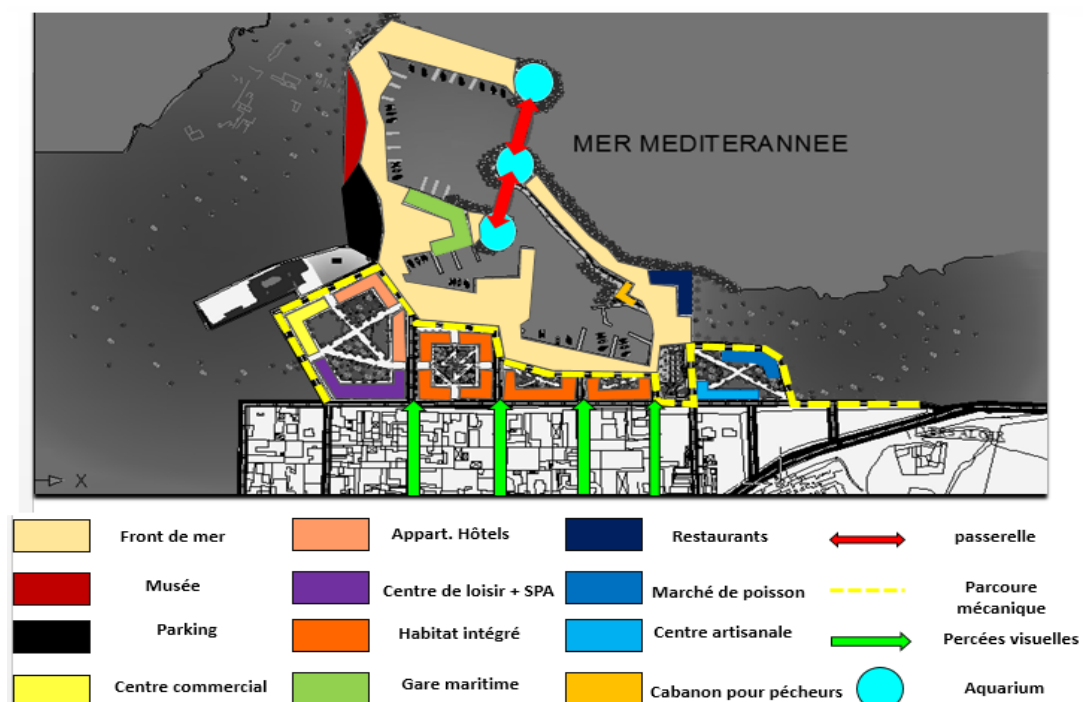 MER MEDITERANNEE
X
Front de mer
Appart. Hôtels
Restaurants
passerelle
Musée
Centre de loisir + SPA
Marché de poisson
Parcoure
mécanique
Parking
Habitat intégré
Centre artisanale
Percées visuelles
Centre commercial
Gare maritime
Cabanon pour pécheurs
Aquarium